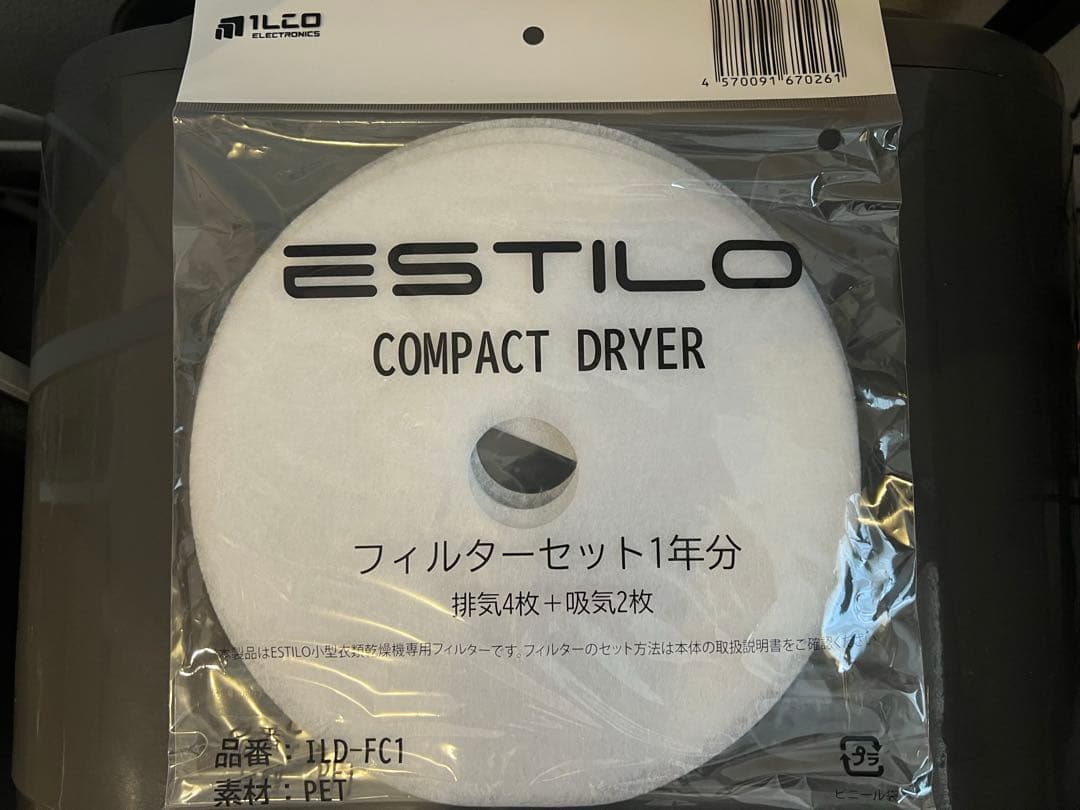 ILCO
ELECTRONICS
4 570091 670261
ESTILO
COMPACT DRYER
フィルターセット1年分
排気4枚＋吸気2枚
本製品はESTILO小型衣類乾燥機専用フィルターです。フィルターのセット方法は本体の取扱説明書をご確認ください
品番：ILD-FC1
素材：PET
プラ
ビニール袋